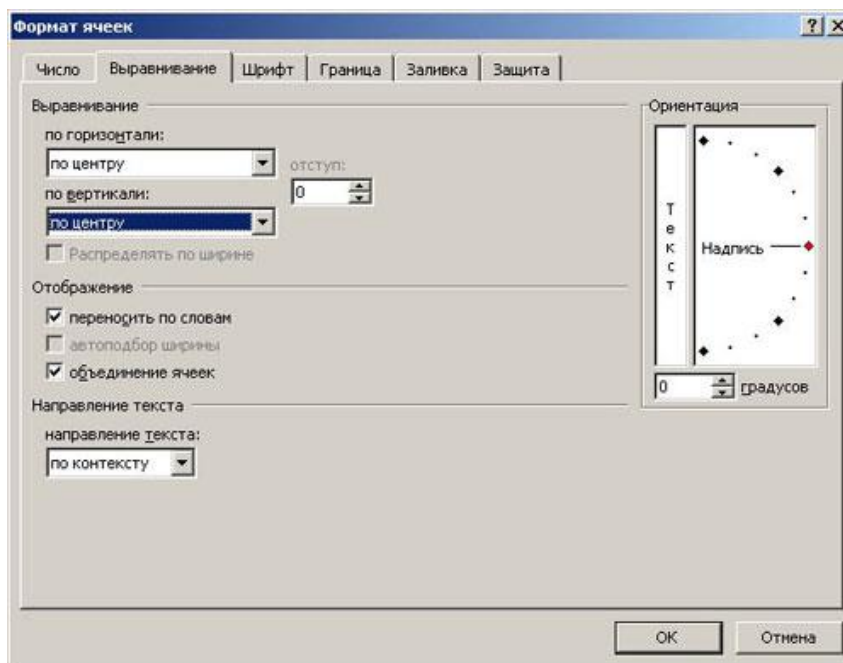 Формат ячеек
Число Выравнивание Шрифт Граница Заливка Защита
Выравнивание
по горизонтали:
по центру
отступ:
0
по вертикали:
по центру
Распределять по ширине
Отображение
переносить по словам
автоподбор ширины
объединение ячеек
Направление текста
направление текста:
по контексту
Ориентация
Текст
Надпись
0 градусов
ОК Отмена